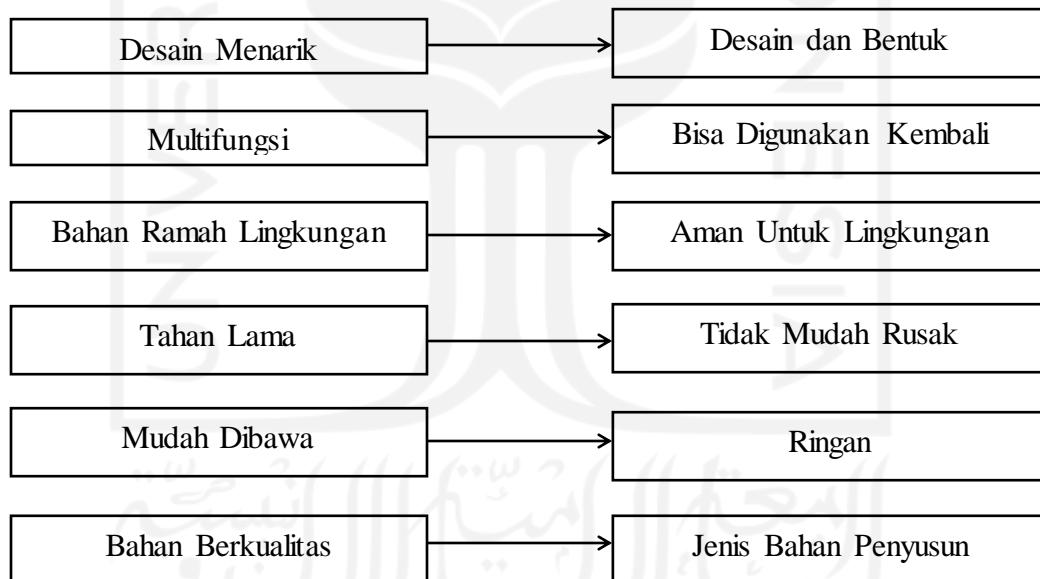 Desain Menarik
Desain dan Bentuk
Multifungsi
Bisa Digunakan Kembali
Bahan Ramah Lingkungan
Aman Untuk Lingkungan
Tahan Lama
Tidak Mudah Rusak
Mudah Dibawa
Ringan
Bahan Berkualitas
Jenis Bahan Penyusun